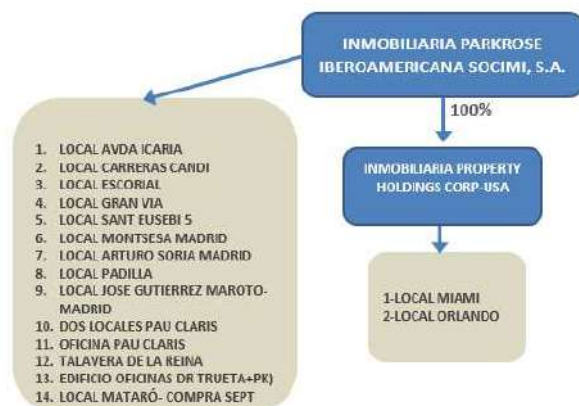 INMOBILIARIA PARKROSE
IBEROAMERICANA SOCIMI, S.A.
100%
INMOBILIARIA PROPERTY
HOLDINGS CORP-USA
1-LOCAL MIAMI
2-LOCAL ORLANDO
1. LOCAL AVDA ICARIA
2. LOCAL CARRERAS CANDI
3. LOCAL ESCORIAL
4. LOCAL GRAN VIA
5. LOCAL SANT EUSEBI 5
6. LOCAL MONTSESA MADRID
7. LOCAL ARTURO SORIA MADRID
8. LOCAL PADILLA
9. LOCAL JOSE GUTIERREZ MAROTO-
MADRID
10. DOS LOCALES PAU CLARIS
11. OFICINA PAU CLARIS
12. TALAVERA DE LA REINA
13. EDIFICIO OFICINAS DR TRUETA+PK)
14. LOCAL MATARÓ- COMPRA SEPT